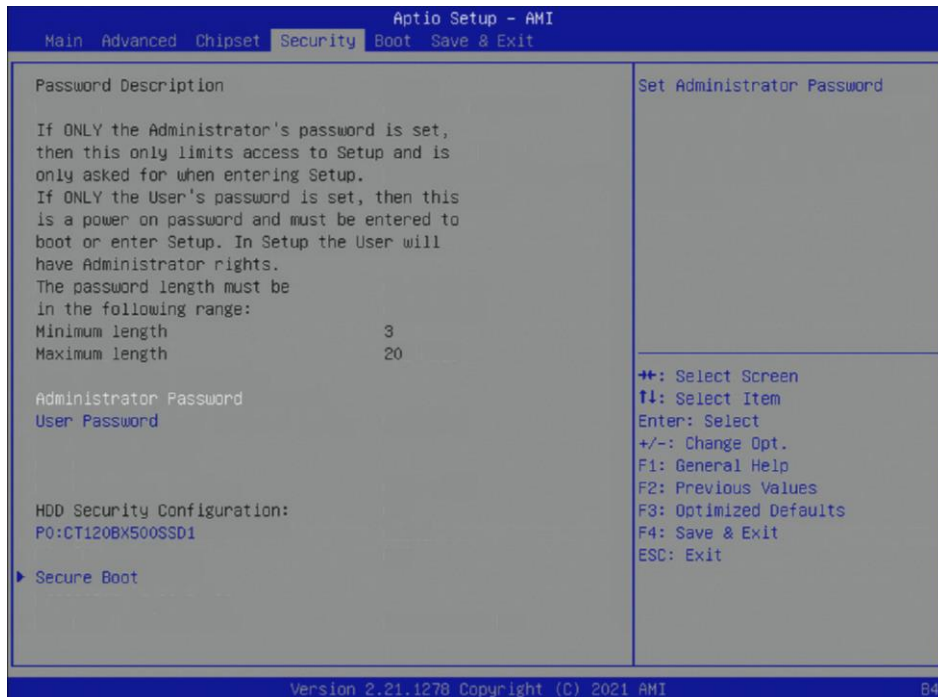 Aptio Setup - AMI
Main Advanced Chipset Security Boot Save & Exit
Password Description
If ONLY the Administrator's password is set,
then this only limits access to Setup and is
only asked for when entering Setup.
If ONLY the User's password is set, then this
is a power on password and must be entered to
boot or enter Setup. In Setup the User will
have Administrator rights.
The password length must be
in the following range:
Minimum length 3
Maximum length 20
Administrator Password
User Password
HDD Security Configuration:
P0:CT120BX500SSD1
Secure Boot
Set Administrator Password
→←: Select Screen
↑↓: Select Item
Enter: Select
+/-: Change Opt.
F1: General Help
F2: Previous Values
F3: Optimized Defaults
F4: Save & Exit
ESC: Exit
Version 2.21.1278 Copyright (C) 2021 AMI
B4